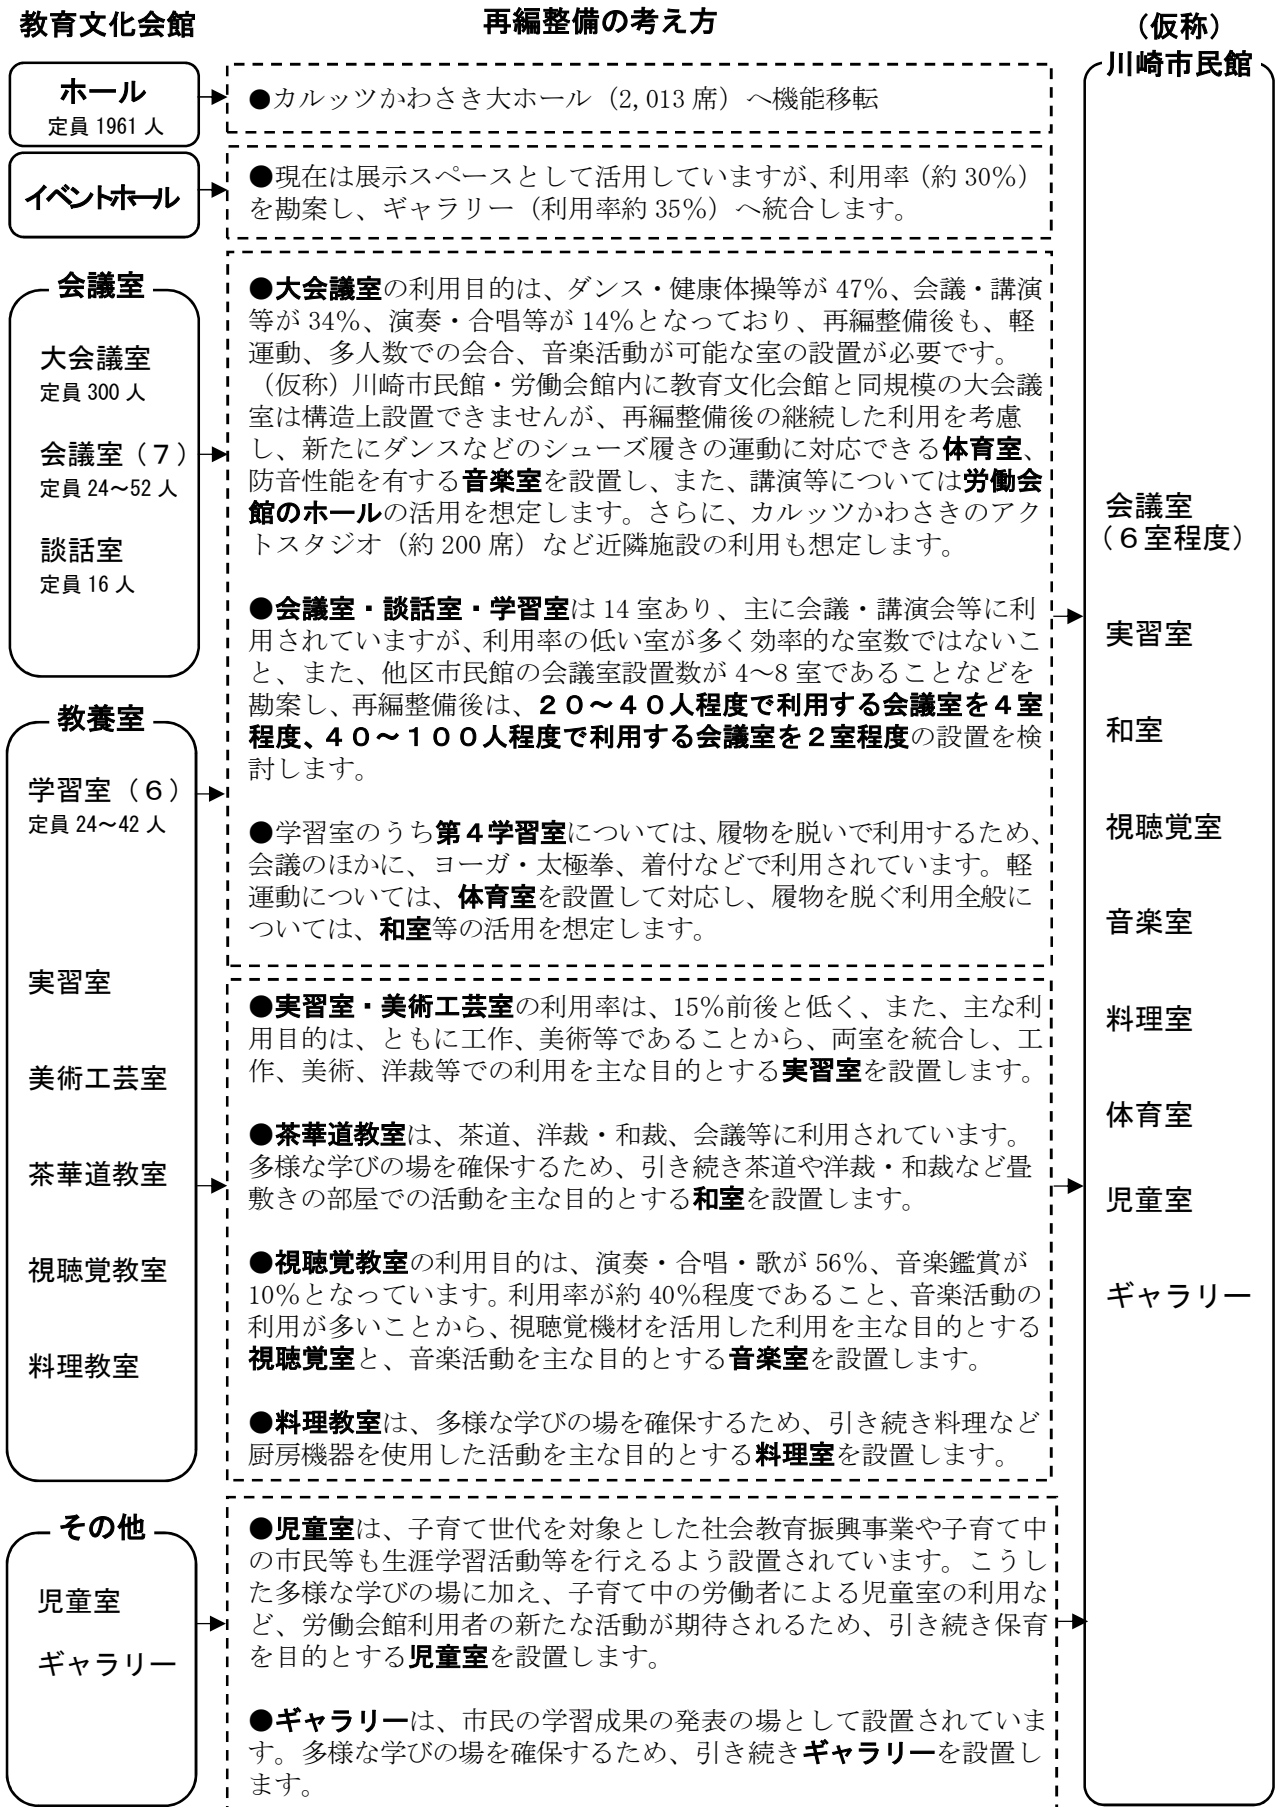 教育文化会館
再編整備の考え方
(仮称)
川崎市民館
ホール
定員 1961 人
●カルッツかわさき大ホール（2,013 席）へ機能移転
イベントホール
●現在は展示スペースとして活用していますが、利用率（約 30％）
を勘案し、ギャラリー（利用率約 35％）へ統合します。
会議室
大会議室
定員 300 人
会議室（７）
定員 24～52 人
談話室
定員 16 人
●大会議室の利用目的は、ダンス・健康体操等が 47％、会議・講演
等が 34％、演奏・合唱等が 14％となっており、再編整備後も、軽
運動、多人数での会合、音楽活動が可能な室の設置が必要です。
（仮称）川崎市民館・労働会館内に教育文化会館と同規模の大会議
室は構造上設置できませんが、再編整備後の継続した利用を考慮
し、新たにダンスなどのシューズ履きの運動に対応できる体育室、
防音性能を有する音楽室を設置し、また、講演等については労働会
館のホールの活用を想定します。さらに、カルッツかわさきのアク
トスタジオ（約 200 席）など近隣施設の利用も想定します。
●会議室・談話室・学習室は 14 室あり、主に会議・講演会等に利
用されていますが、利用率の低い室が多く効率的な室数ではないこ
と、また、他区市民館の会議室設置数が 4～8 室であることなどを
勘案し、再編整備後は、２０～４０人程度で利用する会議室を４室
程度、４０～１００人程度で利用する会議室を２室程度の設置を検
討します。
●学習室のうち第４学習室については、履物を脱いで利用するため、
会議のほかに、ヨーガ・太極拳、着付などで利用されています。軽
運動については、体育室を設置して対応し、履物を脱ぐ利用全般に
ついては、和室等の活用を想定します。
教養室
学習室（６）
定員 24～42 人
実習室
美術工芸室
茶華道教室
視聴覚教室
料理教室
●実習室・美術工芸室の利用率は、15％前後と低く、また、主な利
用目的は、ともに工作、美術等であることから、両室を統合し、工
作、美術、洋裁等での利用を主な目的とする実習室を設置します。
●茶華道教室は、茶道、洋裁・和裁、会議等に利用されています。
多様な学びの場を確保するため、引き続き茶道や洋裁・和裁など畳
敷きの部屋での活動を主な目的とする和室を設置します。
●視聴覚教室の利用目的は、演奏・合唱・歌が 56％、音楽鑑賞が
10％となっています。利用率が約 40％程度であること、音楽活動の
利用が多いことから、視聴覚機材を活用した利用を主な目的とする
視聴覚室と、音楽活動を主な目的とする音楽室を設置します。
●料理教室は、多様な学びの場を確保するため、引き続き料理など
厨房機器を使用した活動を主な目的とする料理室を設置します。
その他
児童室
ギャラリー
●児童室は、子育て世代を対象とした社会教育振興事業や子育て中
の市民等も生涯学習活動等を行えるよう設置されています。こうし
た多様な学びの場に加え、子育て中の労働者による児童室の利用な
ど、労働会館利用者の新たな活動が期待されるため、引き続き保育
を目的とする児童室を設置します。
●ギャラリーは、市民の学習成果の発表の場として設置されていま
す。多様な学びの場を確保するため、引き続きギャラリーを設置し
ます。
会議室
（６室程度）
実習室
和室
視聴覚室
音楽室
料理室
体育室
児童室
ギャラリー